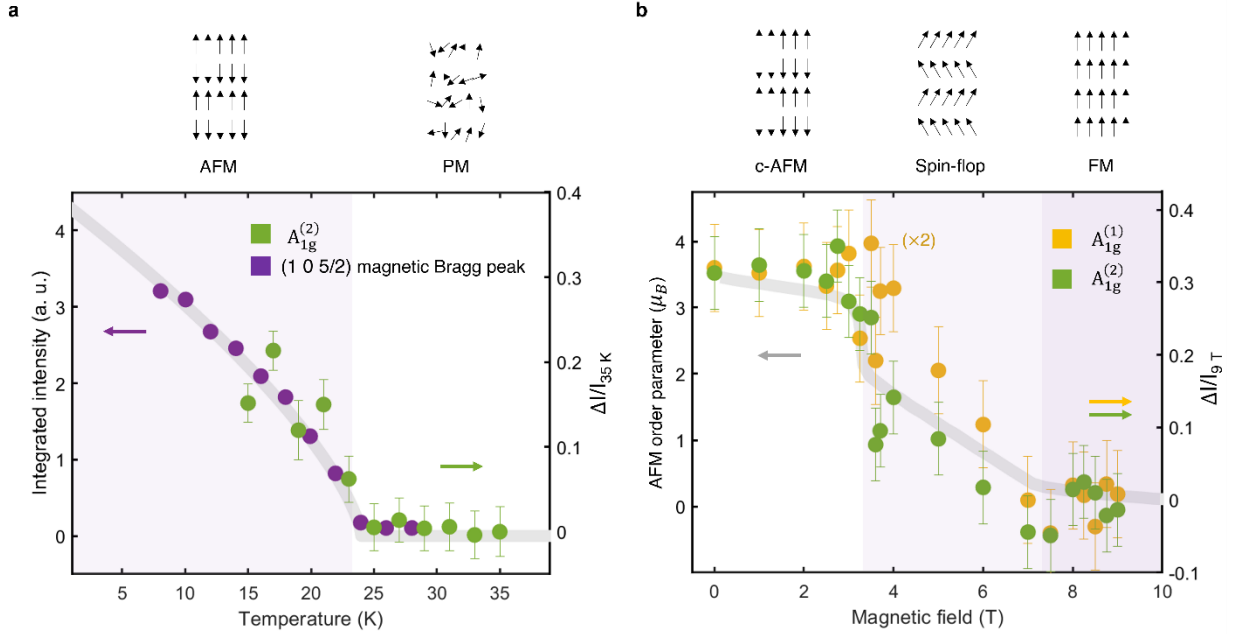 a
AFM
PM
Integrated intensity (a. u.)
4
3
2
1
0
5
10
15
20
25
30
35
Temperature (K)
0.4
0.3
0.2
0.1
0
ΔI/I35 K
A1g(2)
(1 0 5/2) magnetic Bragg peak
b
c-AFM
Spin-flop
FM
AFM order parameter (μB)
4
3
2
1
0
0
2
4
6
8
10
Magnetic field (T)
0.4
0.3
0.2
0.1
0
-0.1
ΔI/I9 T
(×2)
A1g(1)
A1g(2)